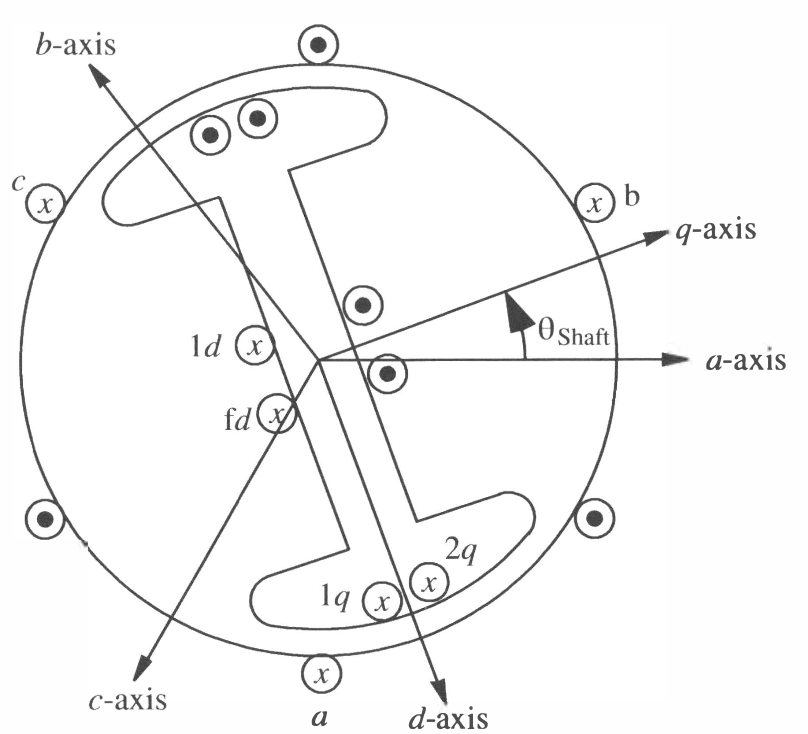 b-axis
c
x
x
b
q-axis
θShaft
1d
x
a-axis
fd
x
2q
1q
x
x
c-axis
x
a
d-axis